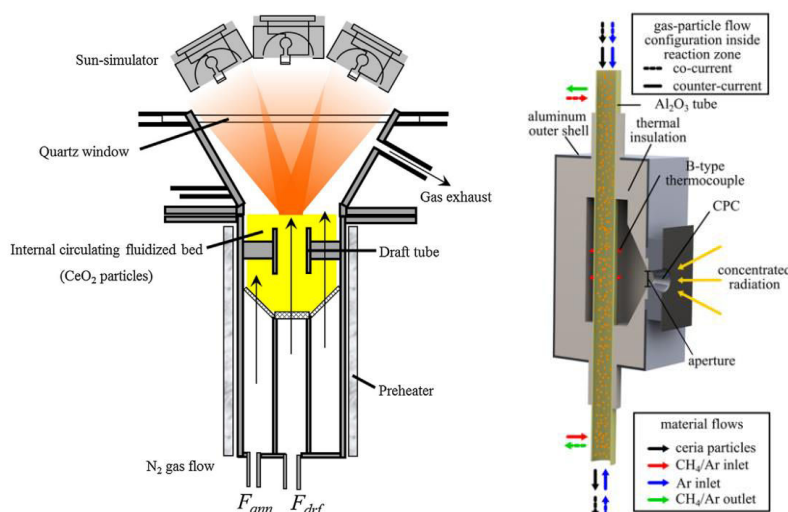 Sun-simulator
Quartz window
Gas exhaust
Internal circulating fluidized bed
(CeO₂ particles)
Draft tube
Preheater
N₂ gas flow
F_ann F_drf
gas-particle flow
configuration inside
reaction zone
co-current
counter-current
Al₂O₃ tube
aluminum
outer shell
thermal
insulation
B-type
thermocouple
CPC
concentrated
radiation
aperture
material flows
ceria particles
CH₄/Ar inlet
Ar inlet
CH₄/Ar outlet